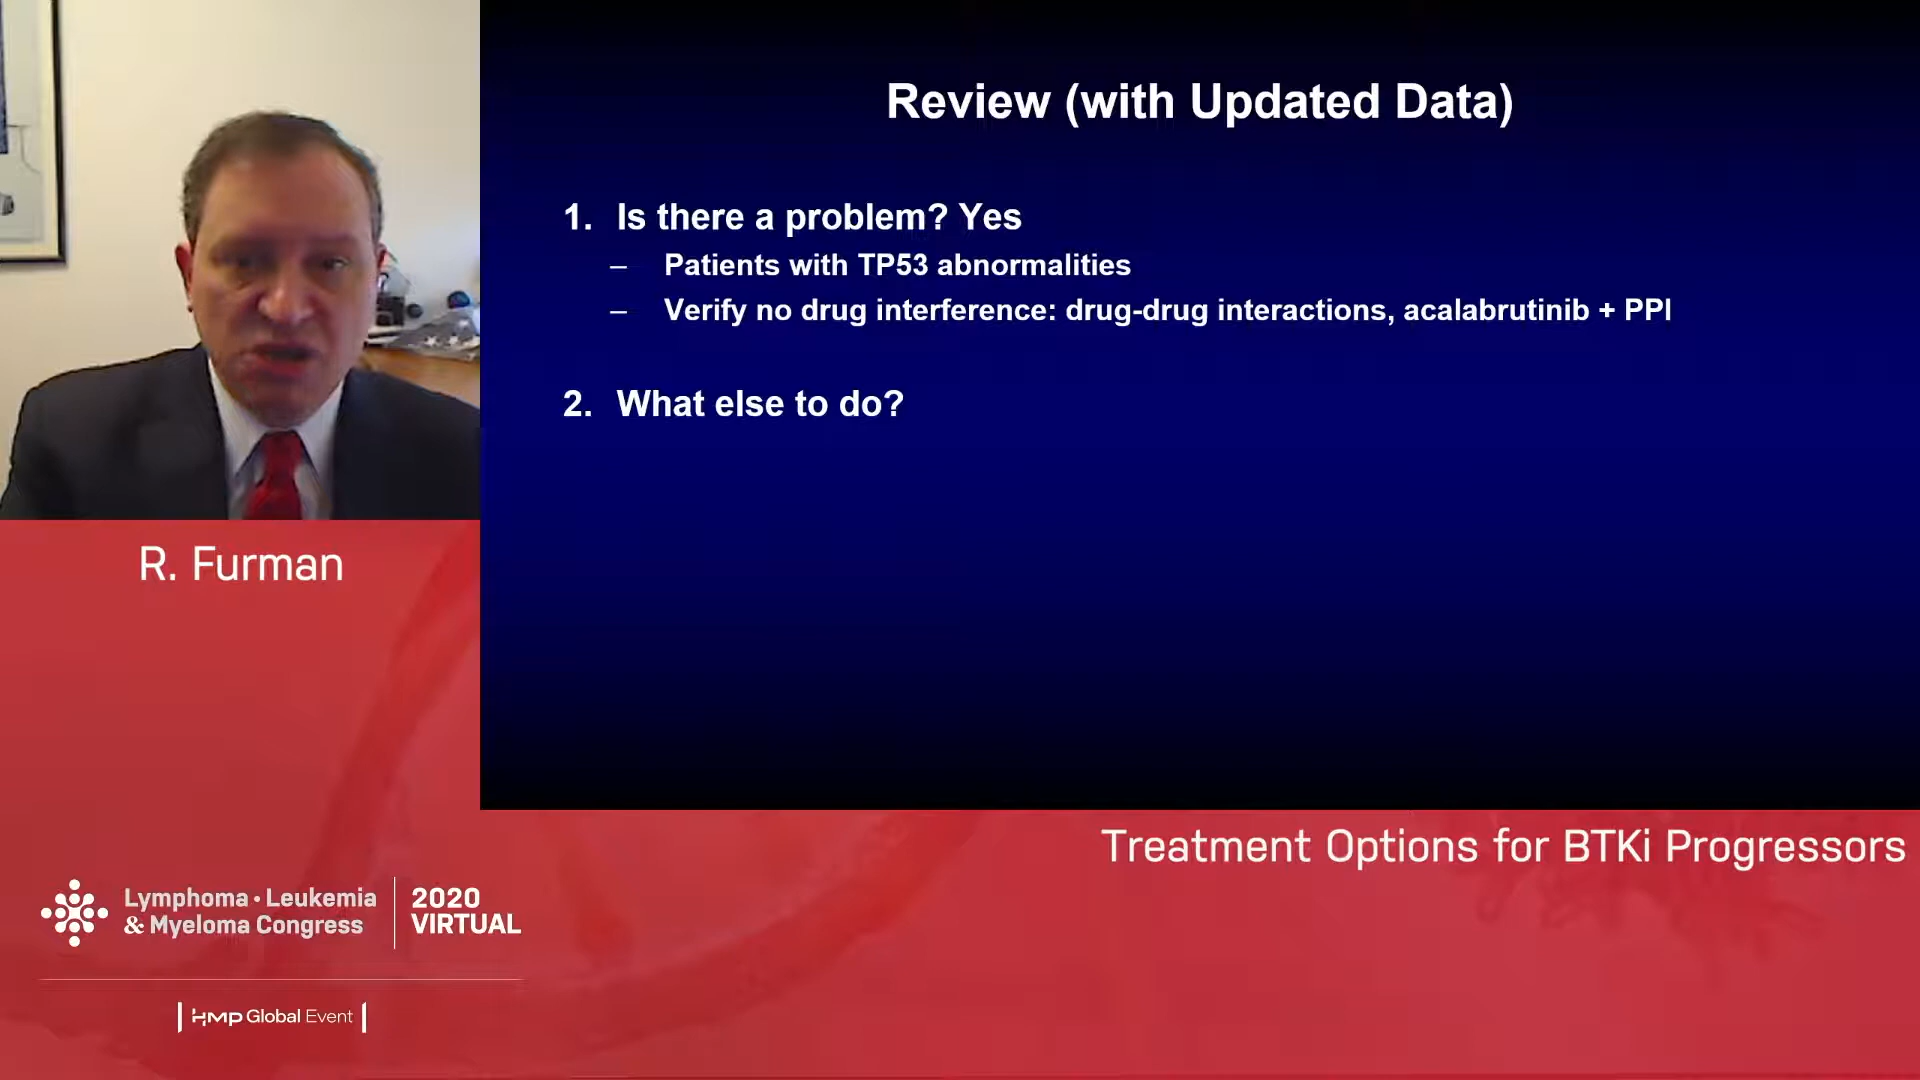 Review (with Updated Data)
1. Is there a problem? Yes
– Patients with TP53 abnormalities
– Verify no drug interference: drug-drug interactions, acalabrutinib + PPI
2. What else to do?
R. Furman
Treatment Options for BTKi Progressors
Lymphoma • Leukemia
& Myeloma Congress
2020
VIRTUAL
HMP Global Event